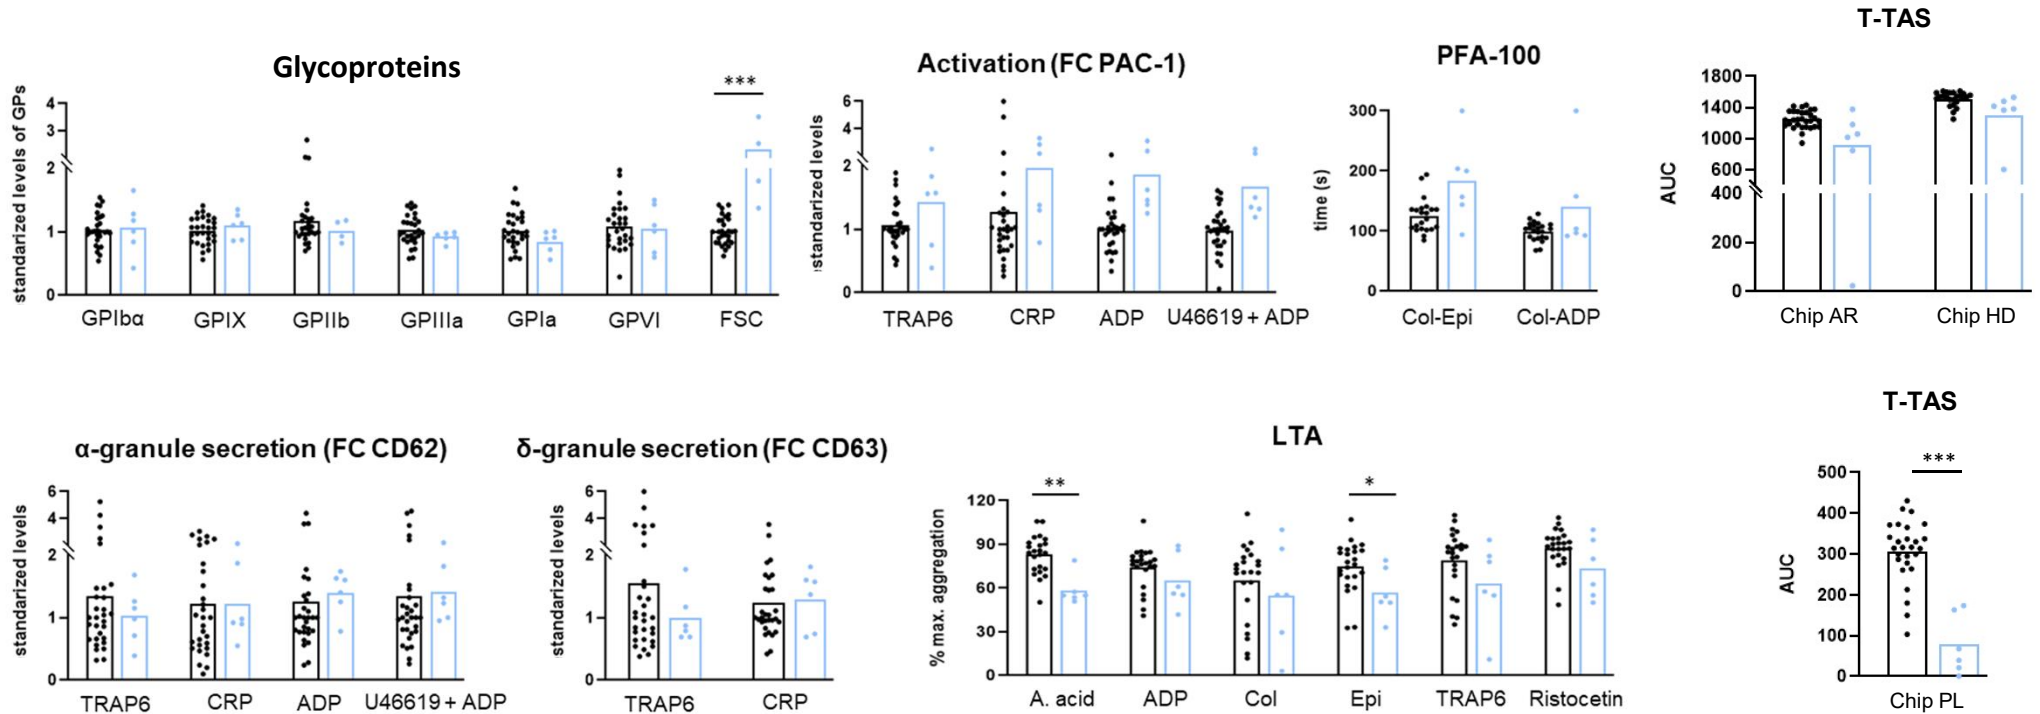 Glycoproteins
***
standarized levels of GPs
4
3
2
1
0
GPIbα
GPIX
GPIIb
GPIIIa
GPIa
GPVI
FSC
Activation (FC PAC-1)
standarized levels
6
4
2
1
0
TRAP6
CRP
ADP
U46619 + ADP
PFA-100
time (s)
300
200
100
0
Col-Epi
Col-ADP
T-TAS
AUC
1800
1400
1000
600
400
200
0
Chip AR
Chip HD
α-granule secretion (FC CD62)
standarized levels
6
4
2
1
0
TRAP6
CRP
ADP
U46619 + ADP
δ-granule secretion (FC CD63)
standarized levels
6
4
2
1
0
TRAP6
CRP
LTA
**
*
% max. aggregation
120
90
60
30
0
A. acid
ADP
Col
Epi
TRAP6
Ristocetin
T-TAS
***
AUC
500
400
300
200
100
0
Chip PL